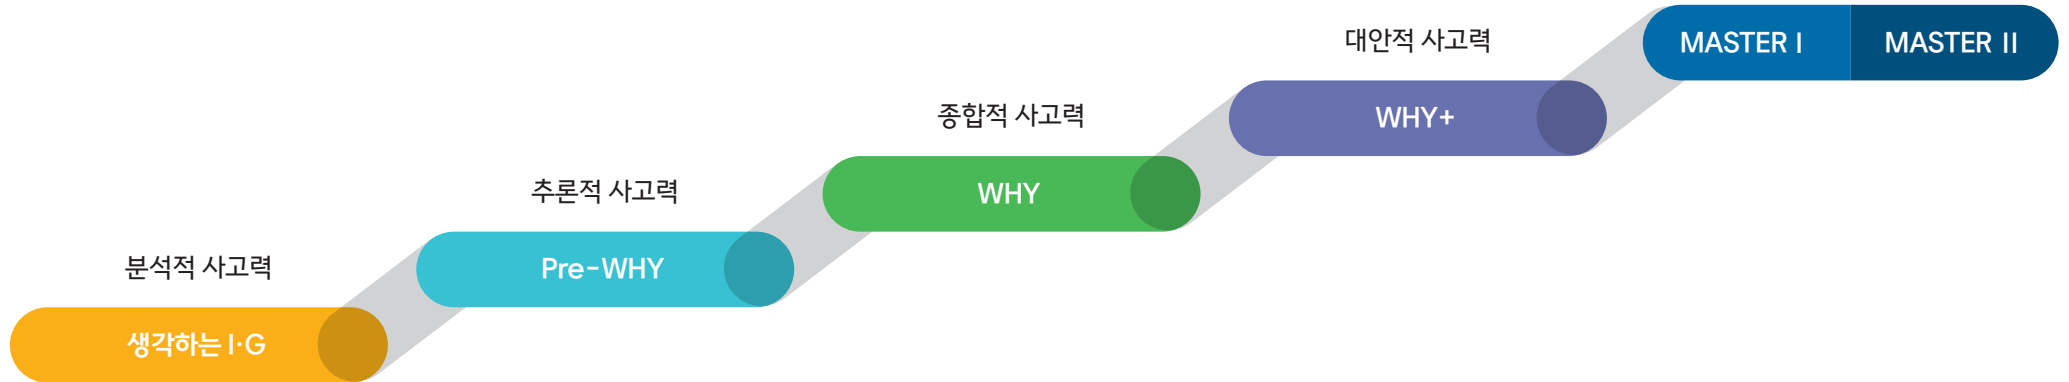 분석적 사고력
생각하는 I·G
추론적 사고력
Pre-WHY
종합적 사고력
WHY
대안적 사고력
WHY+
MASTER I
MASTER II